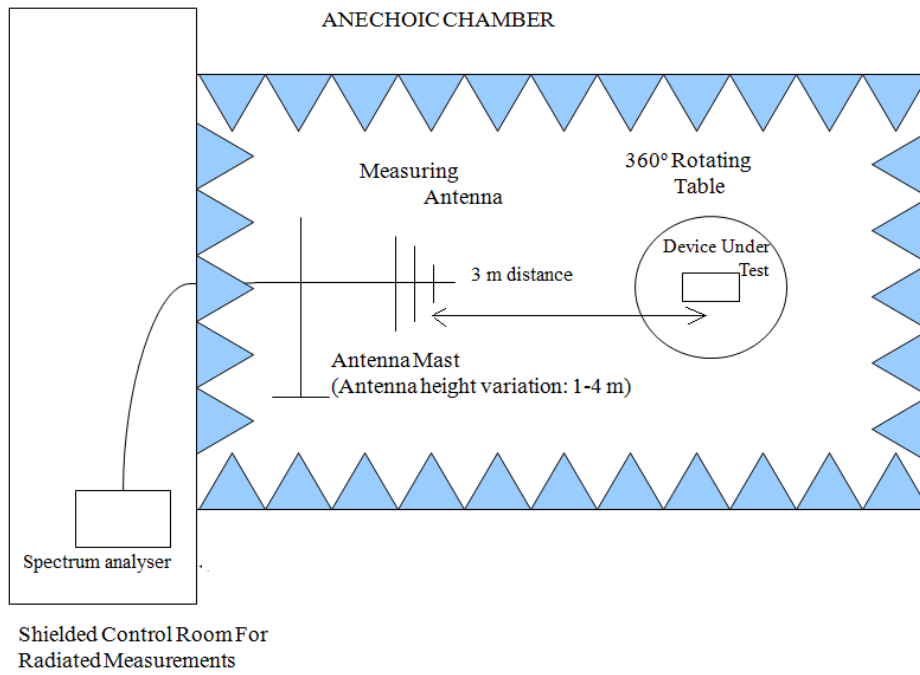 ANECHOIC CHAMBER
Measuring
Antenna
360° Rotating
Table
Device Under
Test
3 m distance
Antenna Mast
(Antenna height variation: 1-4 m)
Spectrum analyser
Shielded Control Room For
Radiated Measurements